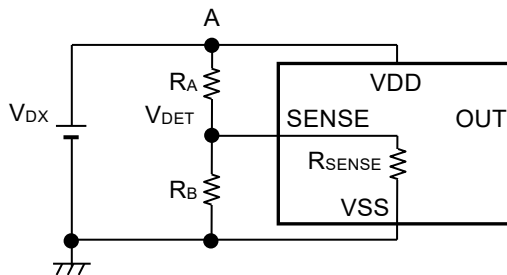 A
RA
VDD
VDX
VDET
SENSE
OUT
RSENSE
RB
VSS